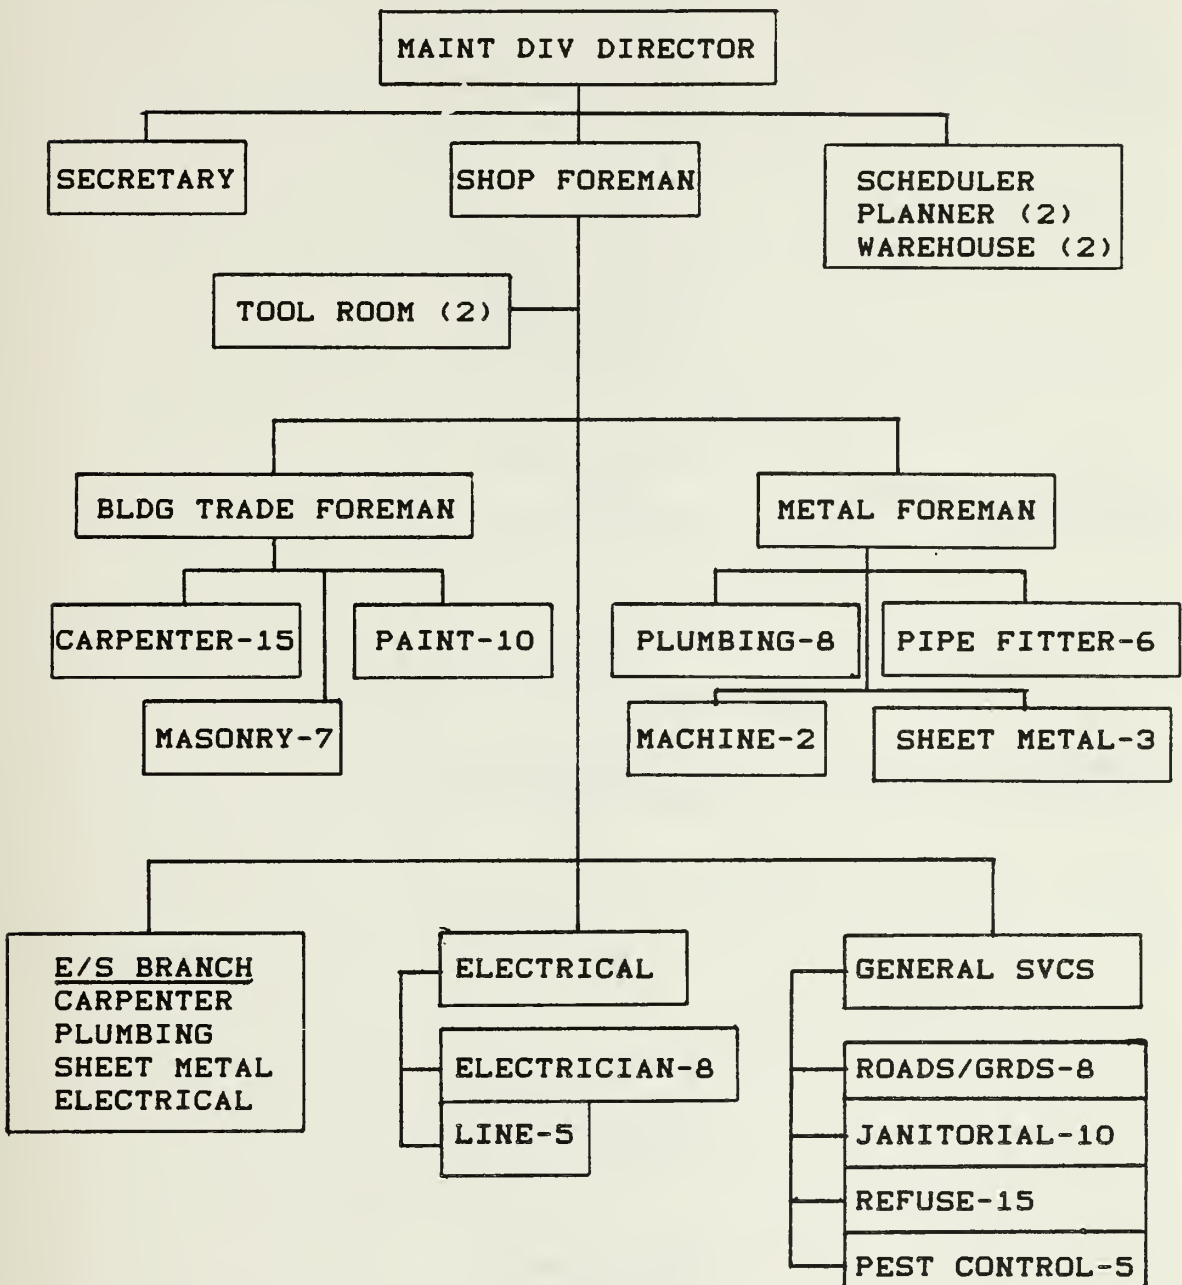 MAINT DIV DIRECTOR
SECRETARY
SHOP FOREMAN
SCHEDULER
PLANNER (2)
WAREHOUSE (2)
TOOL ROOM (2)
BLDG TRADE FOREMAN
METAL FOREMAN
CARPENTER-15
PAINT-10
PLUMBING-8
PIPE FITTER-6
MASONRY-7
MACHINE-2
SHEET METAL-3
E/S BRANCH
CARPENTER
PLUMBING
SHEET METAL
ELECTRICAL
ELECTRICAL
ELECTRICIAN-8
LINE-5
GENERAL SVCS
ROADS/GRDS-8
JANITORIAL-10
REFUSE-15
PEST CONTROL-5